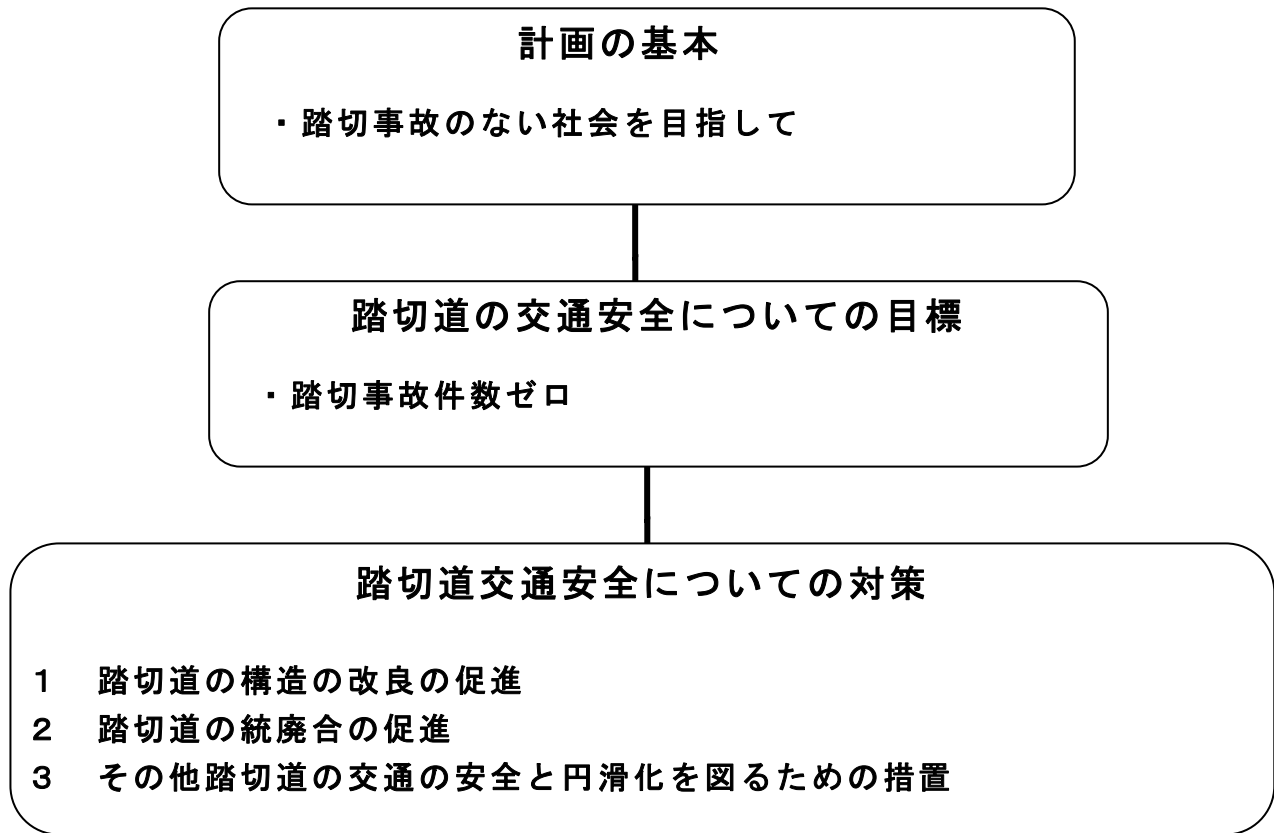 計画の基本
・踏切事故のない社会を目指して
踏切道の交通安全についての目標
・踏切事故件数ゼロ
踏切道交通安全についての対策
１　踏切道の構造の改良の促進
２　踏切道の統廃合の促進
３　その他踏切道の交通の安全と円滑化を図るための措置